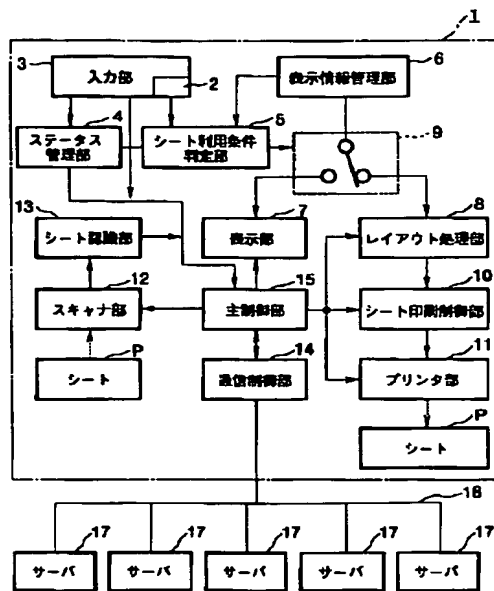 1
3
入力部
2
6
表示情報管理部
4
ステータス
管理部
5
シート利用条件
判定部
9
13
シート認識部
7
表示部
8
レイアウト処理部
12
スキャナ部
15
主制御部
10
シート印刷制御部
P
シート
14
通信制御部
11
プリンタ部
P
シート
18
17
サーバ
17
サーバ
17
サーバ
17
サーバ
17
サーバ